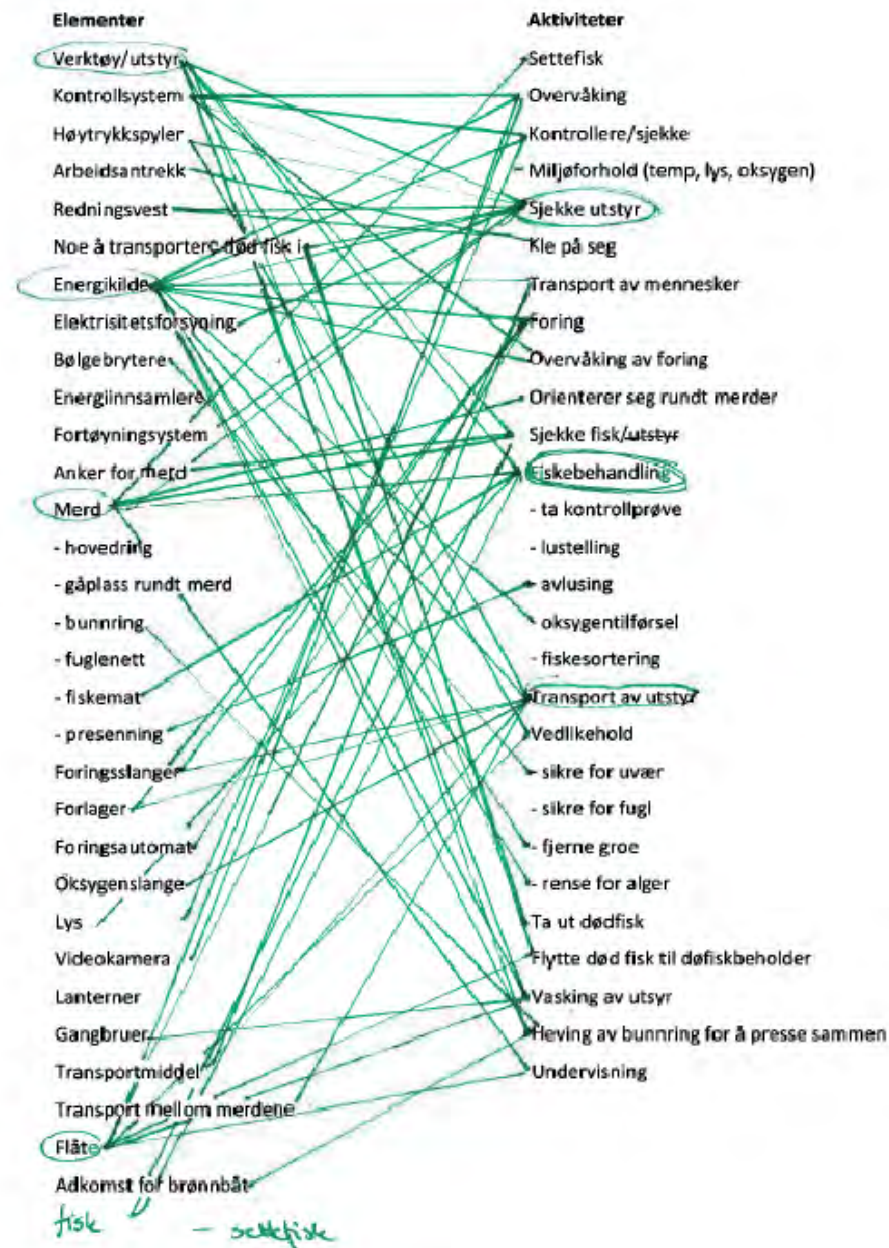 Elementer
Verktøy/utstyr
Kontrollsystem
Høytrykkspyler
Arbeidsantrekk
Redningsvest
Noe å transportere død fisk i
Energikilde
Elektrisitetsforsyning
Bølgebrytere
Energiinnsamlere
Fortøyningsystem
Anker for merd
Merd
- hovedring
- gåplass rundt merd
- bunnring
- fuglenett
- fiskemat
- presenning
Foringsslanger
Forlager
Foringsautomat
Oksygenslange
Lys
Videokamera
Lanterner
Gangbruer
Transportmiddel
Transport mellom merdene
Flåte
Adkomst for brønnbåt
fisk - settefisk
Aktiviteter
Settefisk
Overvåking
Kontrollere/sjekke
Miljøforhold (temp, lys, oksygen)
Sjekke utstyr
Kle på seg
Transport av mennesker
Foring
Overvåking av foring
Orienterer seg rundt merder
Sjekke fisk/utstyr
Fiskebehandling
- ta kontrollprøve
- lustelling
- avlusing
- oksygentilførsel
- fiskesortering
Transport av utstyr
Vedlikehold
- sikre for uvær
- sikre for fugl
- fjerne groe
- rense for alger
Ta ut dødfisk
Flytte død fisk til døfiskbeholder
Vasking av utsyr
Heving av bunnring for å presse sammen
Undervisning